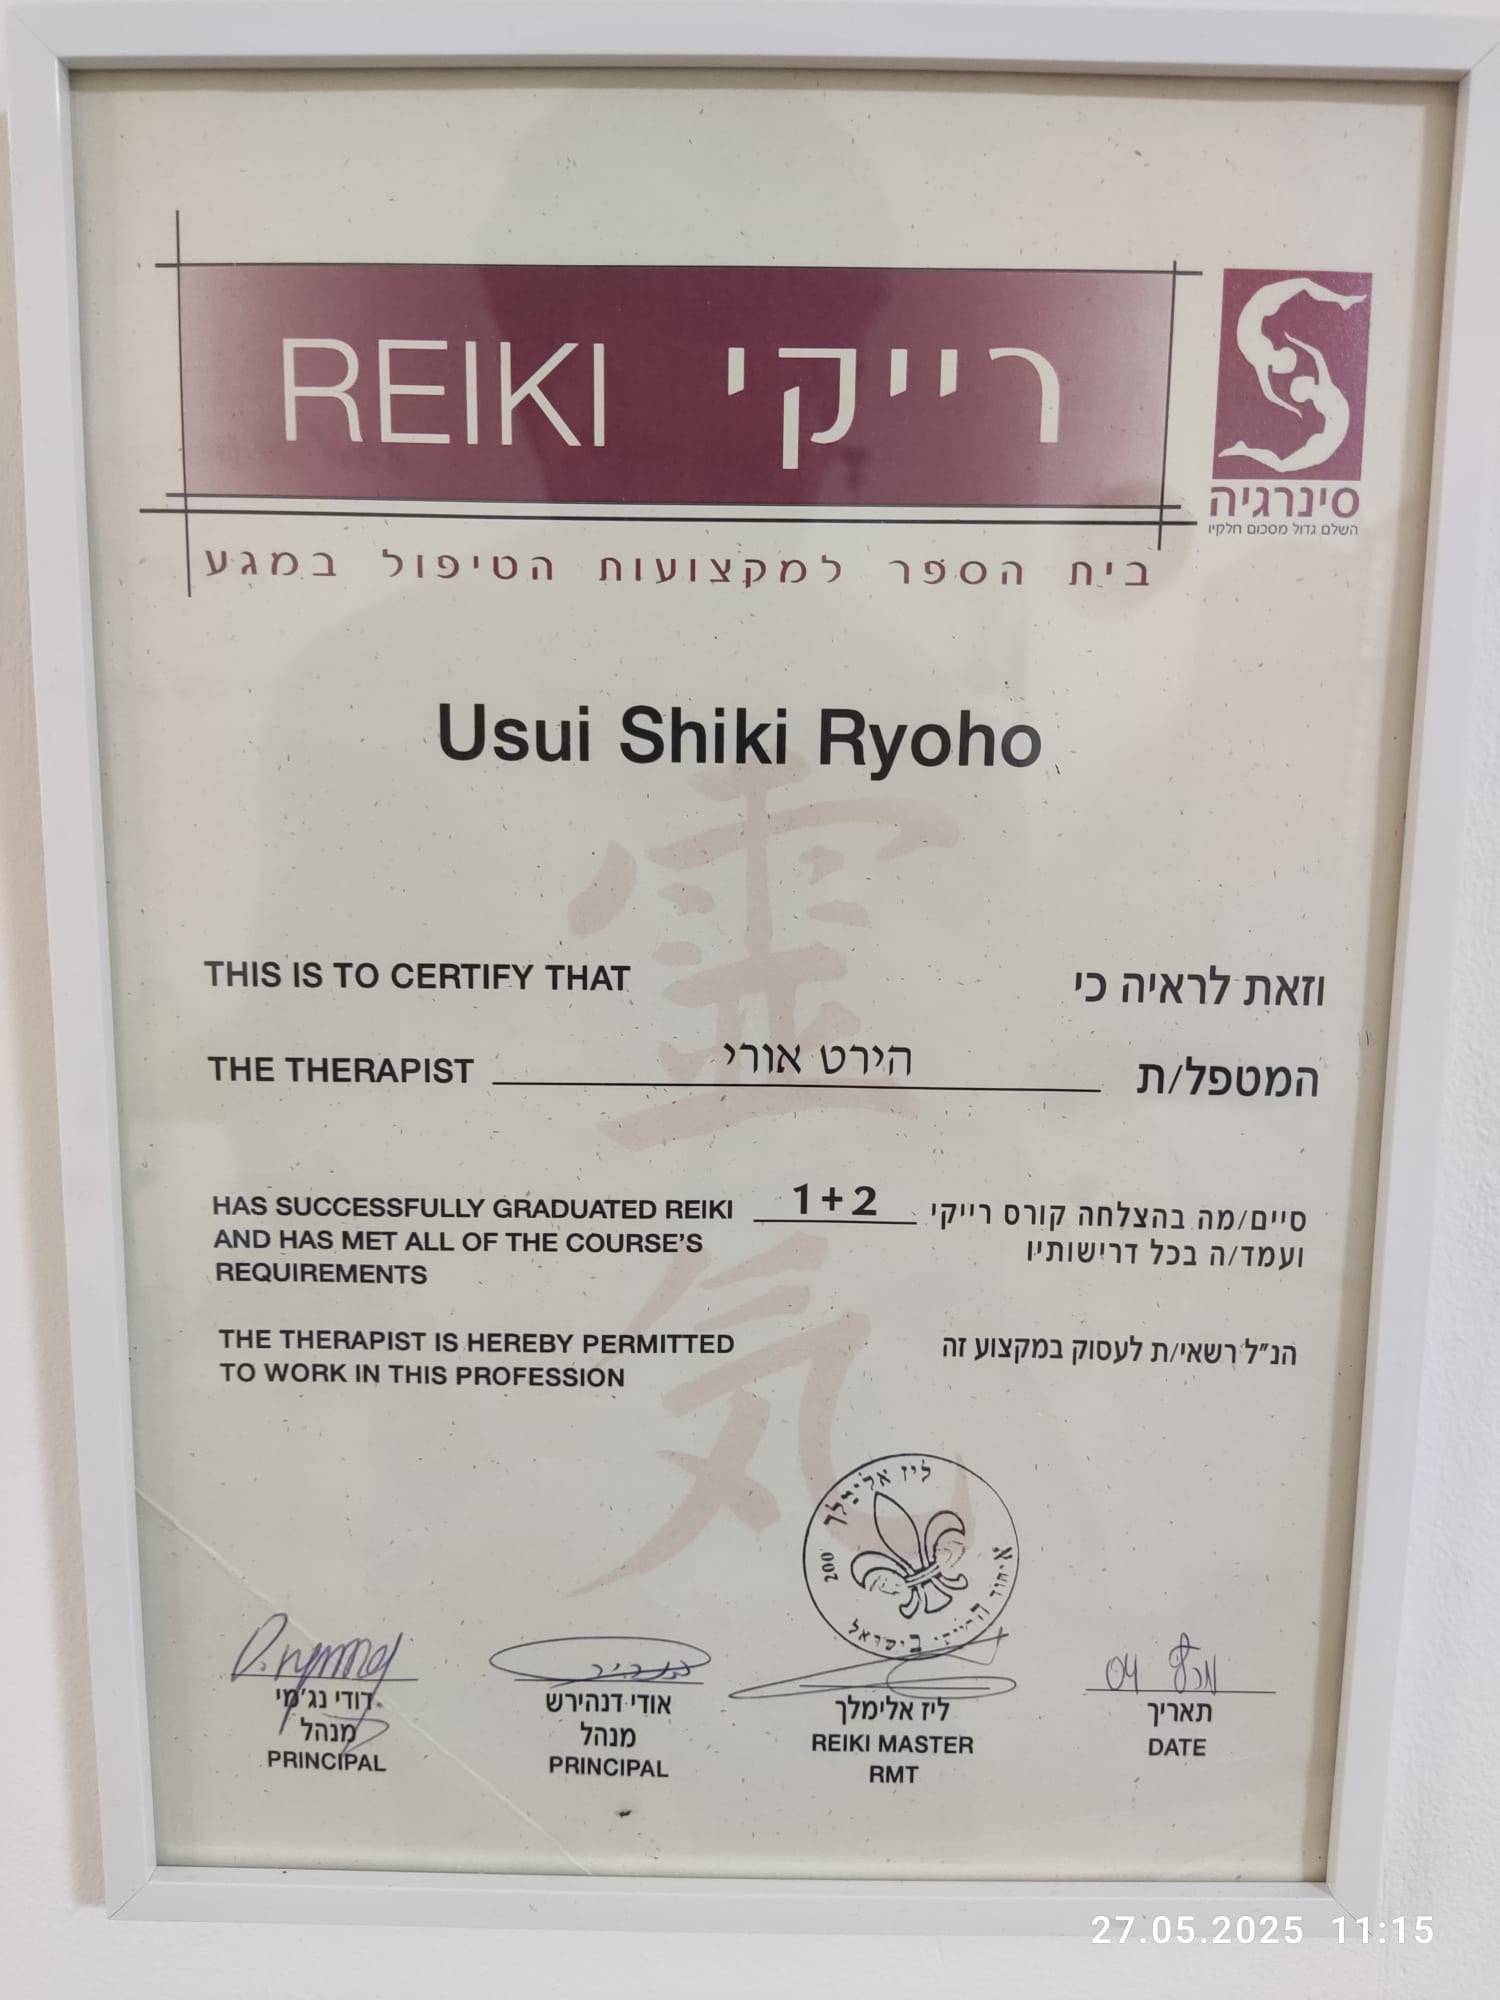 REIKI רייקי
סינרגיה
השלם גדול מסכום חלקיו
בית הספר למקצועות הטיפול במגע
Usui Shiki Ryoho
靈
気
THIS IS TO CERTIFY THAT
וזאת לראיה כי
THE THERAPIST הירט אורי המטפל/ת
HAS SUCCESSFULLY GRADUATED REIKI 1+2
AND HAS MET ALL OF THE COURSE'S
REQUIREMENTS
סיים/מה בהצלחה קורס רייקי
ועמד/ה בכל דרישותיו
THE THERAPIST IS HEREBY PERMITTED
TO WORK IN THIS PROFESSION
הנ"ל רשאי/ת לעסוק במקצוע זה
ליז אלימלך
איחוד הרייקי בישראל
200
04
דודי נג'מי
מנהל
PRINCIPAL
אודי דנהירש
מנהל
PRINCIPAL
ליז אלימלך
REIKI MASTER
RMT
תאריך
DATE
27.05.2025 11:15